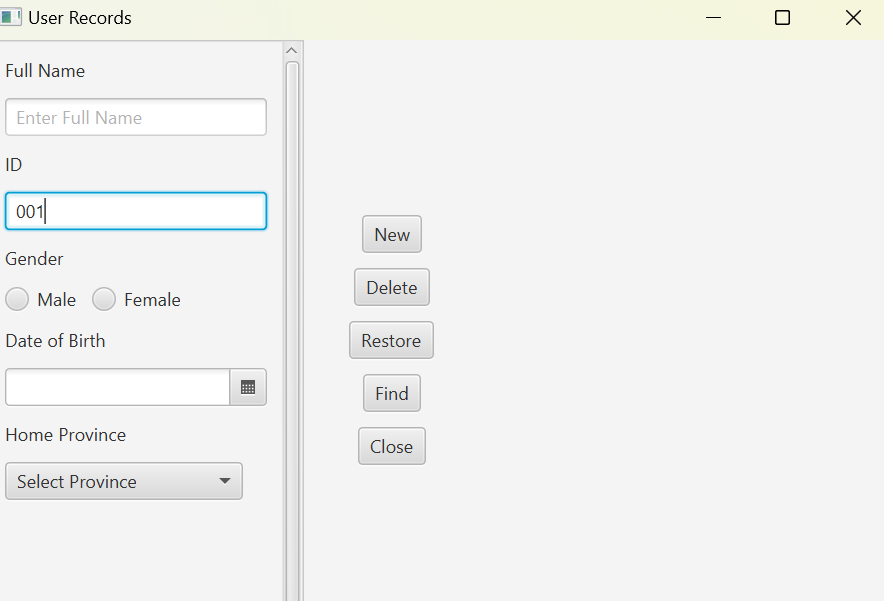 User Records
Full Name
Enter Full Name
ID
001
Gender
Male Female
Date of Birth
Home Province
Select Province
New
Delete
Restore
Find
Close